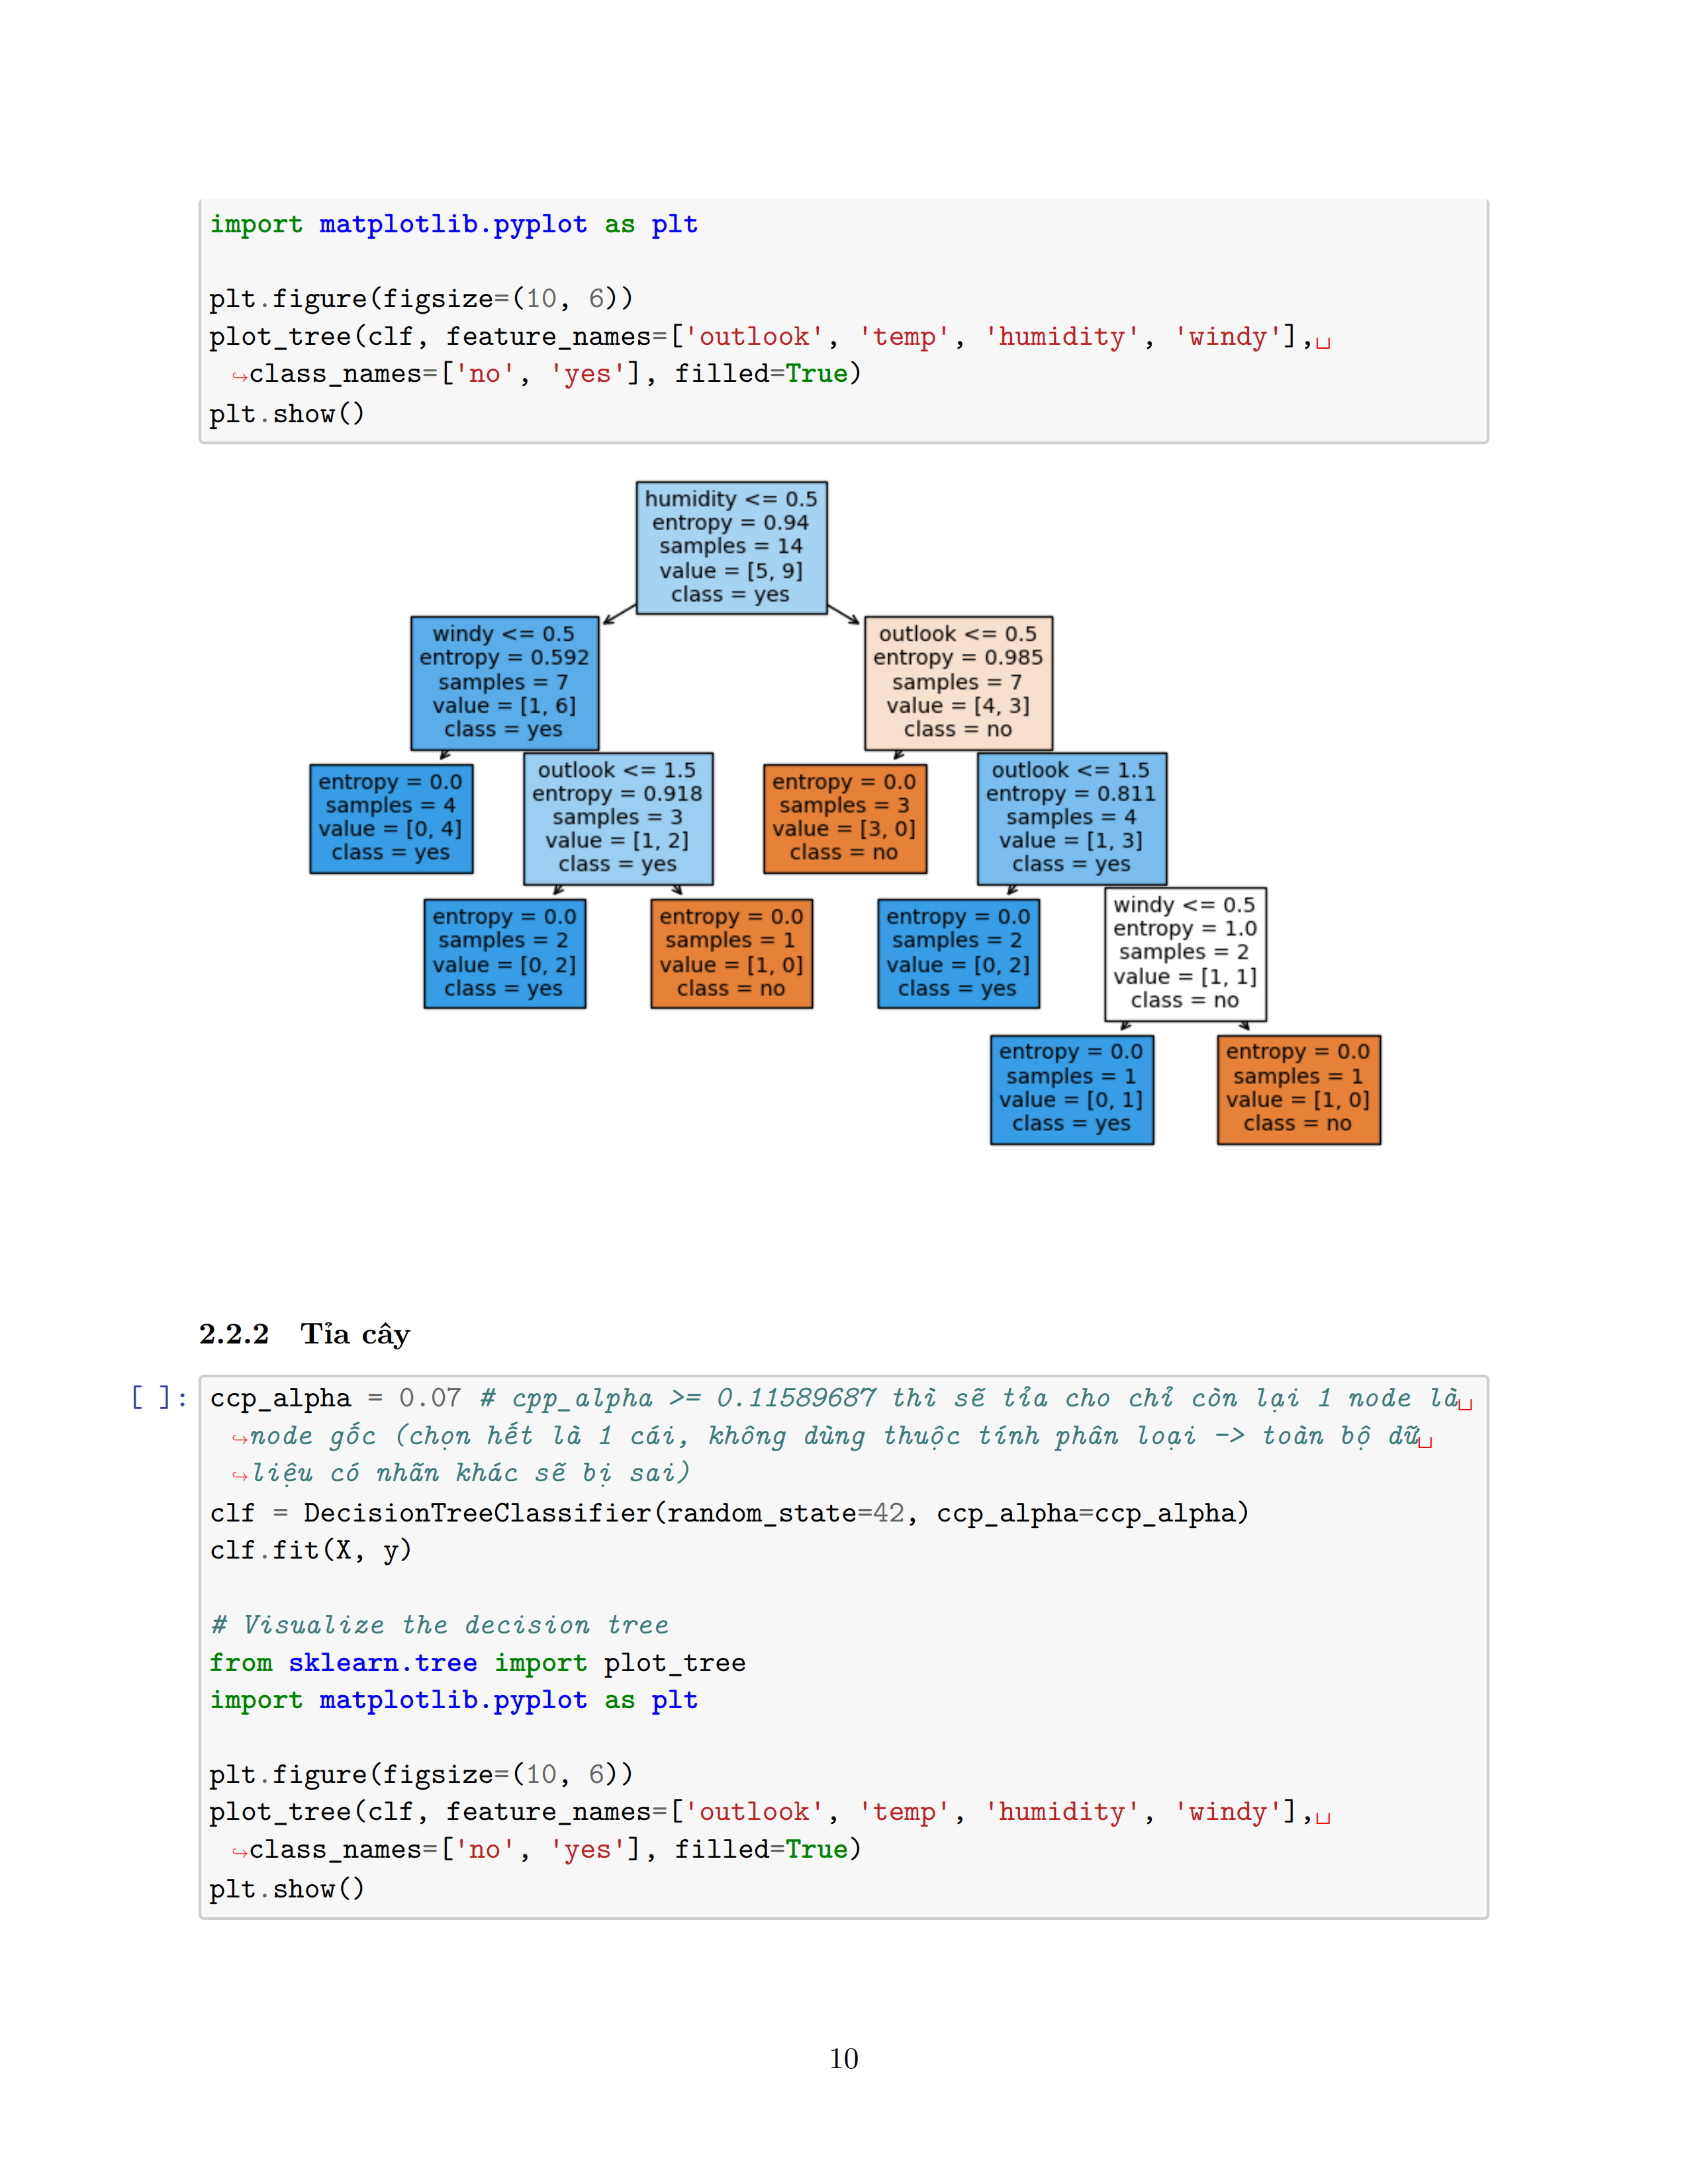 import matplotlib.pyplot as plt
plt.figure(figsize=(10, 6))
plot_tree(clf, feature_names=['outlook', 'temp', 'humidity', 'windy'],␣
↪class_names=['no', 'yes'], filled=True)
plt.show()
humidity <= 0.5
entropy = 0.94
samples = 14
value = [5, 9]
class = yes
windy <= 0.5
entropy = 0.592
samples = 7
value = [1, 6]
class = yes
outlook <= 0.5
entropy = 0.985
samples = 7
value = [4, 3]
class = no
entropy = 0.0
samples = 4
value = [0, 4]
class = yes
outlook <= 1.5
entropy = 0.918
samples = 3
value = [1, 2]
class = yes
entropy = 0.0
samples = 3
value = [3, 0]
class = no
outlook <= 1.5
entropy = 0.811
samples = 4
value = [1, 3]
class = yes
entropy = 0.0
samples = 2
value = [0, 2]
class = yes
entropy = 0.0
samples = 1
value = [1, 0]
class = no
entropy = 0.0
samples = 2
value = [0, 2]
class = yes
windy <= 0.5
entropy = 1.0
samples = 2
value = [1, 1]
class = no
entropy = 0.0
samples = 1
value = [0, 1]
class = yes
entropy = 0.0
samples = 1
value = [1, 0]
class = no
2.2.2 Tỉa cây
[ ]: ccp_alpha = 0.07 # cpp_alpha >= 0.11589687 thì sẽ tỉa cho chỉ còn lại 1 node là␣
↪node gốc (chọn hết là 1 cái, không dùng thuộc tính phân loại -> toàn bộ dữ␣
↪liệu có nhãn khác sẽ bị sai)
clf = DecisionTreeClassifier(random_state=42, ccp_alpha=ccp_alpha)
clf.fit(X, y)
# Visualize the decision tree
from sklearn.tree import plot_tree
import matplotlib.pyplot as plt
plt.figure(figsize=(10, 6))
plot_tree(clf, feature_names=['outlook', 'temp', 'humidity', 'windy'],␣
↪class_names=['no', 'yes'], filled=True)
plt.show()
10